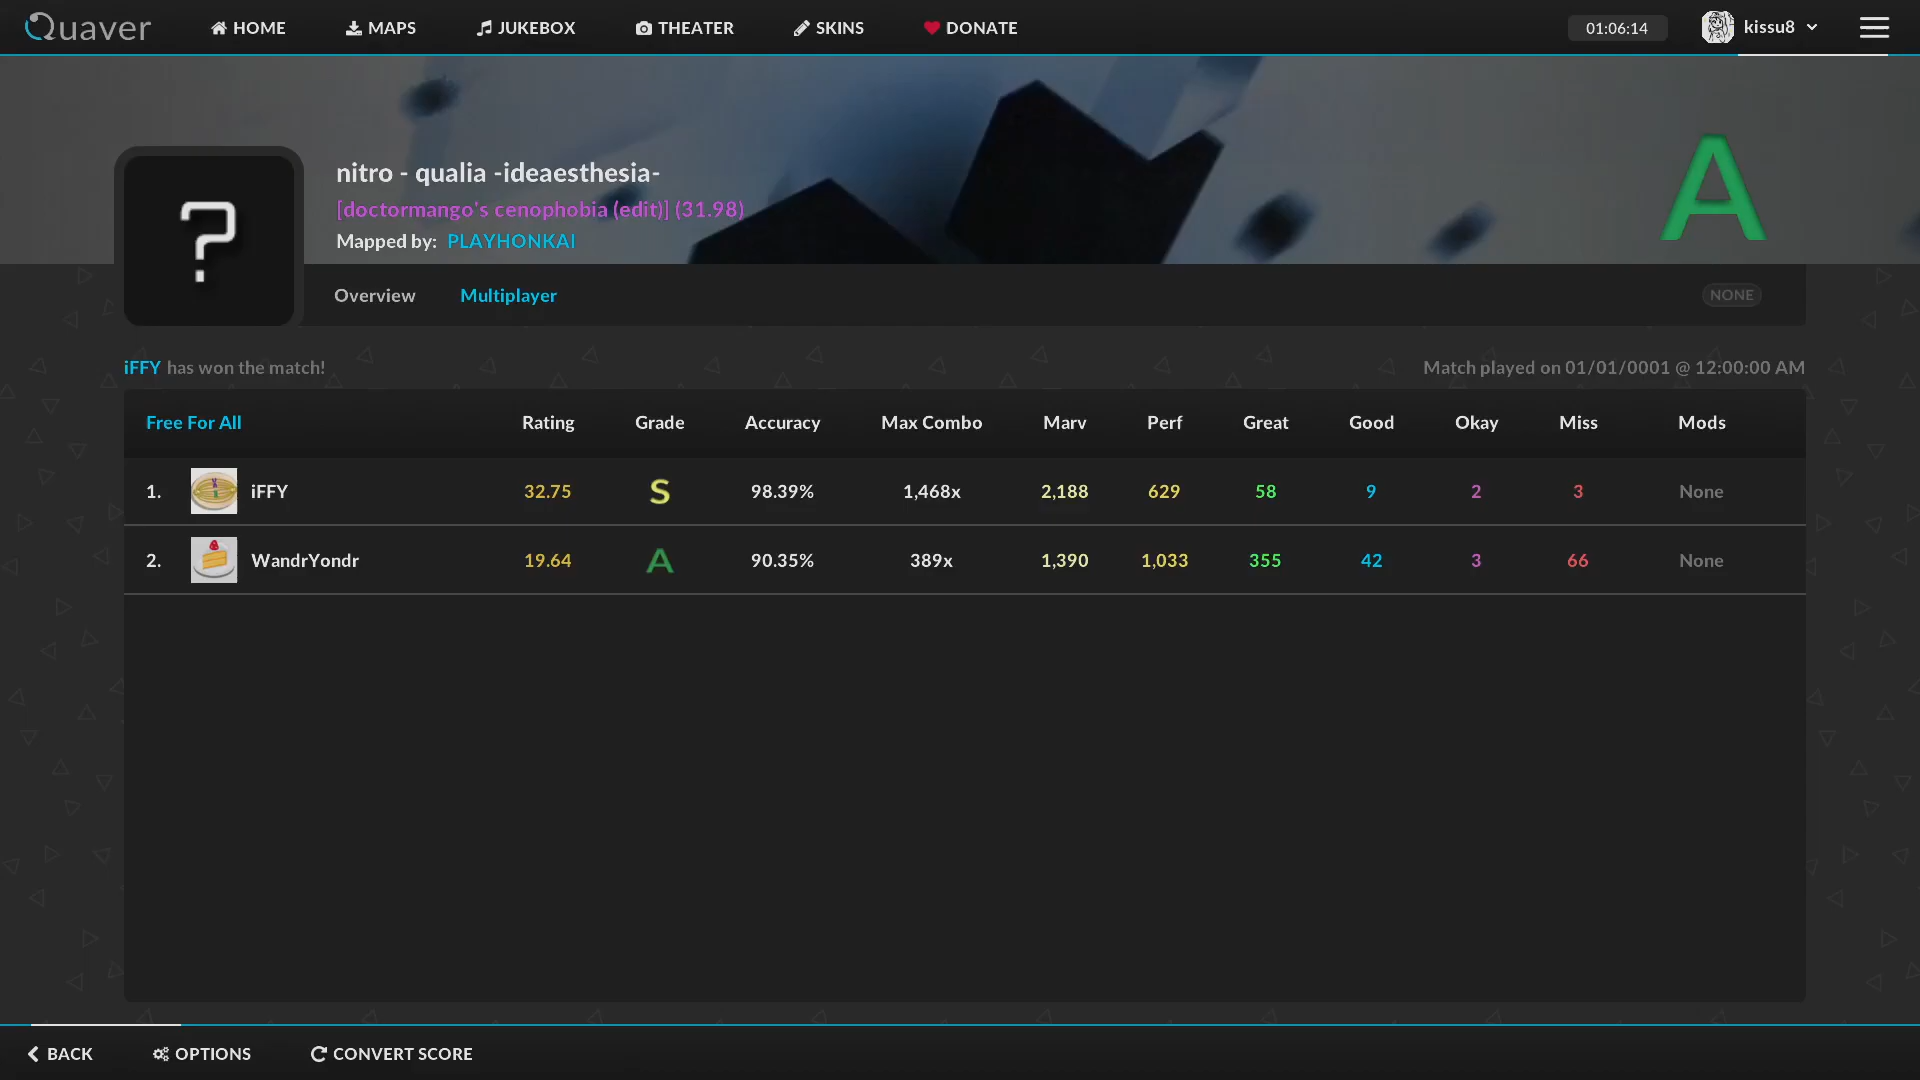 Quaver HOME MAPS JUKEBOX THEATER SKINS DONATE 01:06:14 kissu8
A
nitro - qualia -ideaesthesia-
[doctormango's cenophobia (edit)] (31.98)
Mapped by: PLAYHONKAI
?
Overview Multiplayer NONE
iFFY has won the match! Match played on 01/01/0001 @ 12:00:00 AM
Free For All Rating Grade Accuracy Max Combo Marv Perf Great Good Okay Miss Mods
1. iFFY 32.75 S 98.39% 1,468x 2,188 629 58 9 2 3 None
2. WandrYondr 19.64 A 90.35% 389x 1,390 1,033 355 42 3 66 None
BACK OPTIONS CONVERT SCORE